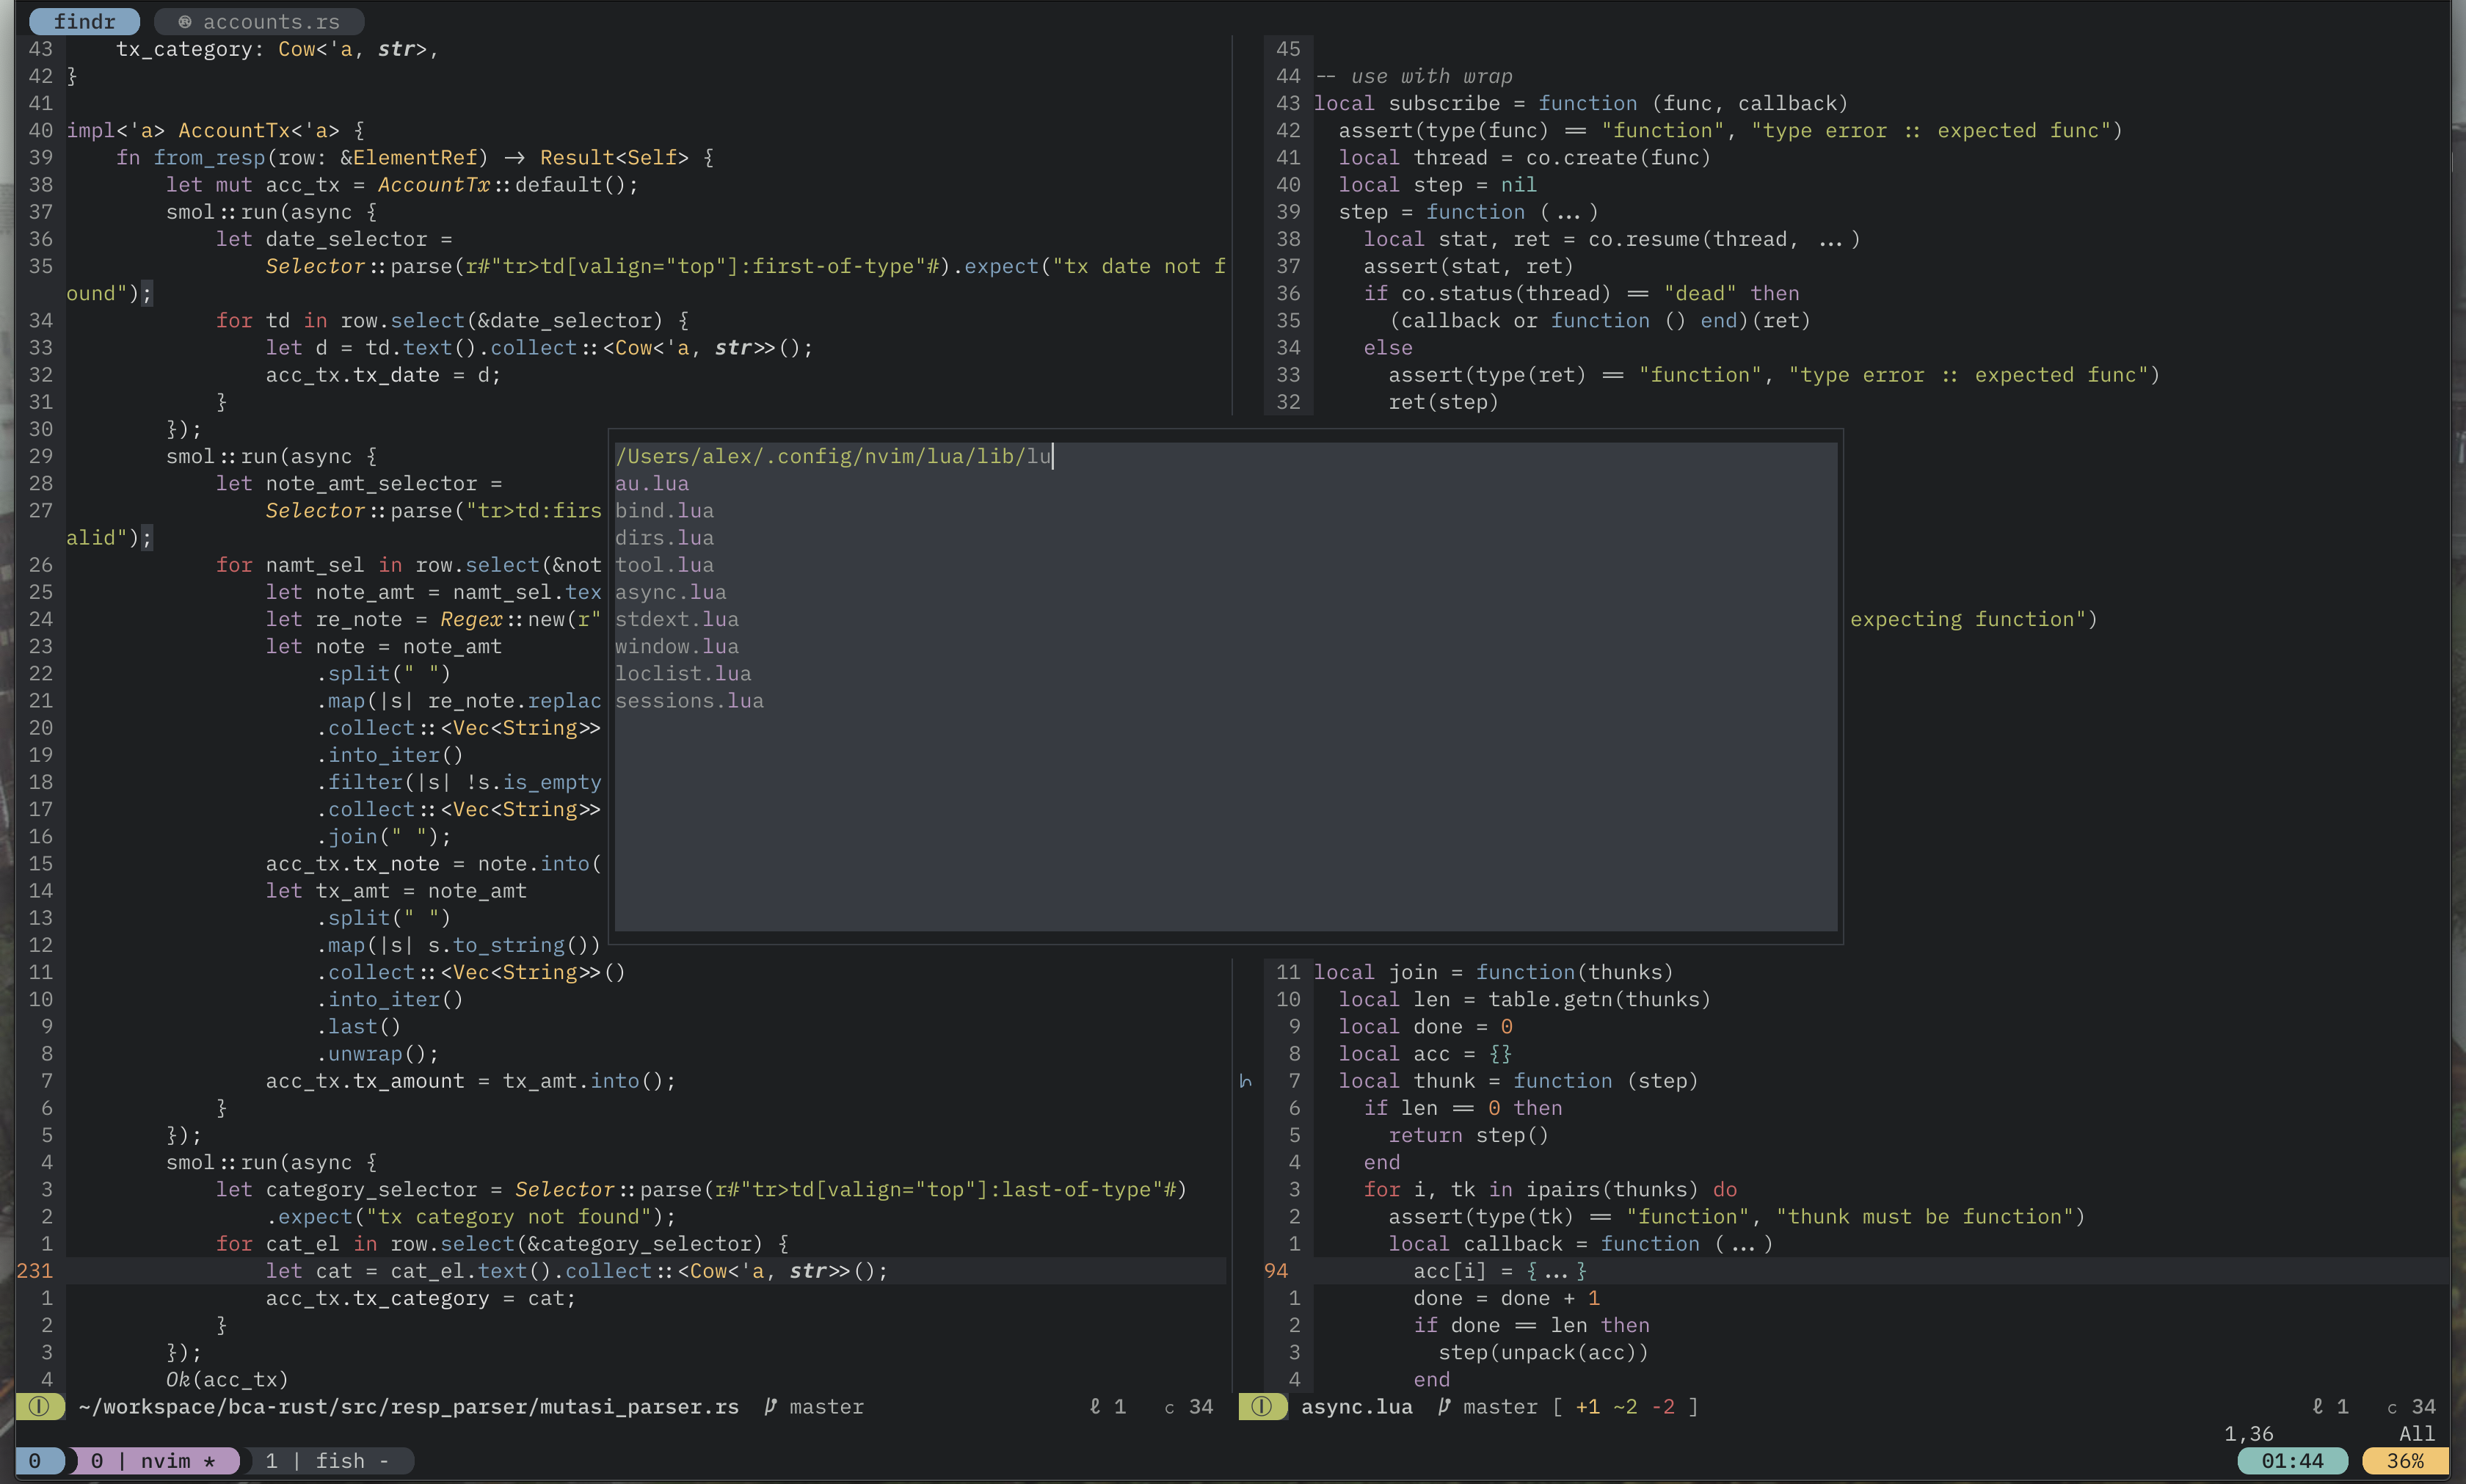 findr
® accounts.rs
43 tx_category: Cow<'a, str>,
42 }
41
40 impl<'a> AccountTx<'a> {
39 fn from_resp(row: &ElementRef) -> Result<Self> {
38 let mut acc_tx = AccountTx::default();
37 smol::run(async {
36 let date_selector =
35 Selector::parse(r#"tr>td[valign="top"]:first-of-type"#).expect("tx date not f
ound");
34 for td in row.select(&date_selector) {
33 let d = td.text().collect::<Cow<'a, str>>();
32 acc_tx.tx_date = d;
31 }
30 });
29 smol::run(async {
28 let note_amt_selector =
27 Selector::parse("tr>td:firs
alid");
26 for namt_sel in row.select(&not
25 let note_amt = namt_sel.tex
24 let re_note = Regex::new(r"
23 let note = note_amt
22 .split(" ")
21 .map(|s| re_note.replac
20 .collect::<Vec<String>>
19 .into_iter()
18 .filter(|s| !s.is_empty
17 .collect::<Vec<String>>
16 .join(" ");
15 acc_tx.tx_note = note.into(
14 let tx_amt = note_amt
13 .split(" ")
12 .map(|s| s.to_string())
11 .collect::<Vec<String>>()
10 .into_iter()
9 .last()
8 .unwrap();
7 acc_tx.tx_amount = tx_amt.into();
6 }
5 });
4 smol::run(async {
3 let category_selector = Selector::parse(r#"tr>td[valign="top"]:last-of-type"#)
2 .expect("tx category not found");
1 for cat_el in row.select(&category_selector) {
231 let cat = cat_el.text().collect::<Cow<'a, str>>();
1 acc_tx.tx_category = cat;
2 }
3 });
4 Ok(acc_tx)
~/workspace/bca-rust/src/resp_parser/mutasi_parser.rs master ℓ 1 c 34
/Users/alex/.config/nvim/lua/lib/lu
au.lua
bind.lua
dirs.lua
tool.lua
async.lua
stdext.lua
window.lua
loclist.lua
sessions.lua
45
44 -- use with wrap
43 local subscribe = function (func, callback)
42 assert(type(func) == "function", "type error :: expected func")
41 local thread = co.create(func)
40 local step = nil
39 step = function (...)
38 local stat, ret = co.resume(thread, ...)
37 assert(stat, ret)
36 if co.status(thread) == "dead" then
35 (callback or function () end)(ret)
34 else
33 assert(type(ret) == "function", "type error :: expected func")
32 ret(step)
expecting function")
11 local join = function(thunks)
10 local len = table.getn(thunks)
9 local done = 0
8 local acc = {}
7 local thunk = function (step)
6 if len == 0 then
5 return step()
4 end
3 for i, tk in ipairs(thunks) do
2 assert(type(tk) == "function", "thunk must be function")
1 local callback = function (...)
94 acc[i] = {...}
1 done = done + 1
2 if done == len then
3 step(unpack(acc))
4 end
async.lua master [ +1 ~2 -2 ] ℓ 1 c 34
1,36 All
0 0 | nvim * 1 | fish - 01:44 36%